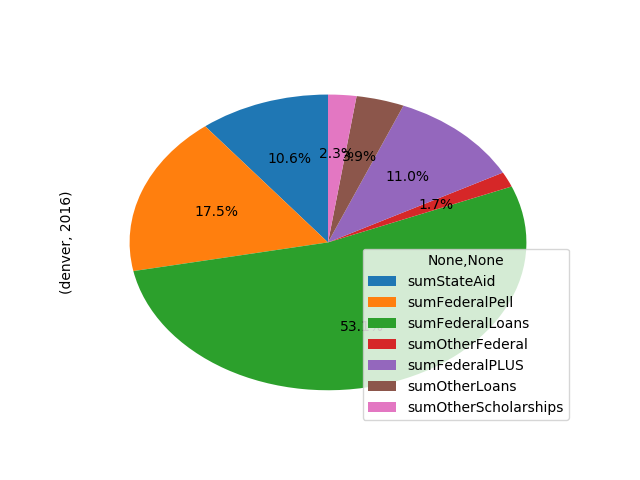 (denver, 2016)
2.3%
3.9%
10.6%
11.0%
17.5%
1.7%
None,None
sumStateAid
sumFederalPell
sumFederalLoans
sumOtherFederal
sumFederalPLUS
sumOtherLoans
sumOtherScholarships